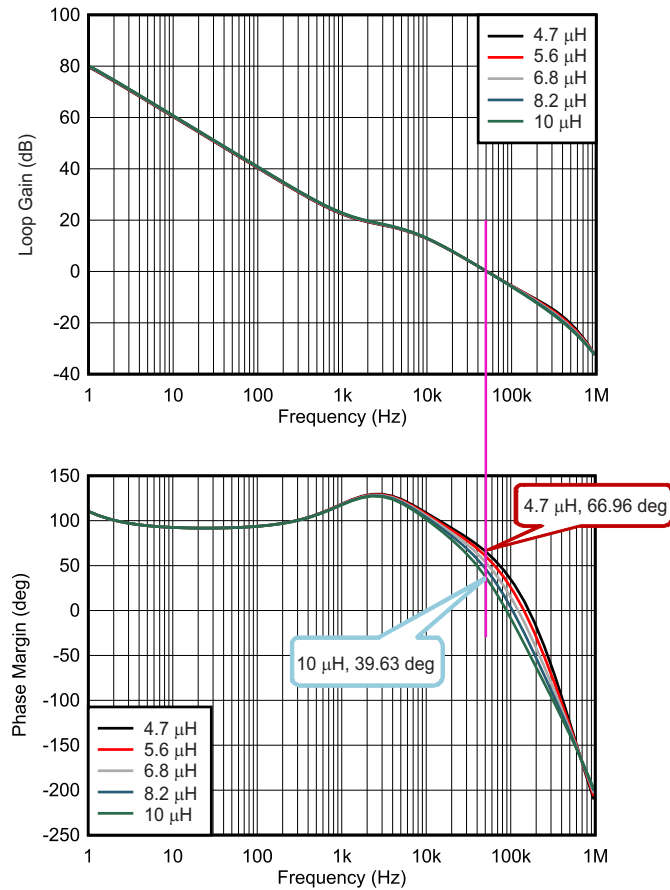 100
80
60
40
20
0
-20
-40
Loop Gain (dB)
4.7 μH
5.6 μH
6.8 μH
8.2 μH
10 μH
1
10
100
1k
10k
100k
1M
Frequency (Hz)
150
100
50
0
-50
-100
-150
-200
-250
Phase Margin (deg)
4.7 μH, 66.96 deg
10 μH, 39.63 deg
4.7 μH
5.6 μH
6.8 μH
8.2 μH
10 μH
1
10
100
1k
10k
100k
1M
Frequency (Hz)